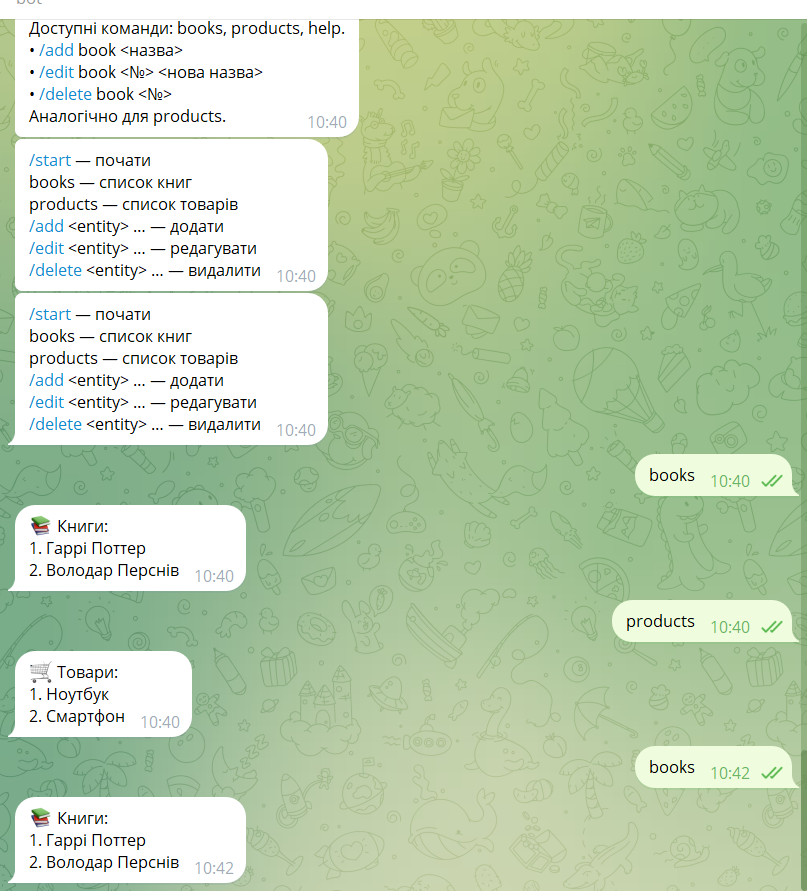 bot
Доступні команди: books, products, help.
• /add book <назва>
• /edit book <№> <нова назва>
• /delete book <№>
Аналогічно для products.
10:40
/start — почати
books — список книг
products — список товарів
/add <entity> ... — додати
/edit <entity> ... — редагувати
/delete <entity> ... — видалити
10:40
/start — почати
books — список книг
products — список товарів
/add <entity> ... — додати
/edit <entity> ... — редагувати
/delete <entity> ... — видалити
10:40
books 10:40
📚 Книги:
1. Гаррі Поттер
2. Володар Перснів 10:40
products 10:40
🛒 Товари:
1. Ноутбук
2. Смартфон 10:40
books 10:42
📚 Книги:
1. Гаррі Поттер
2. Володар Перснів 10:42